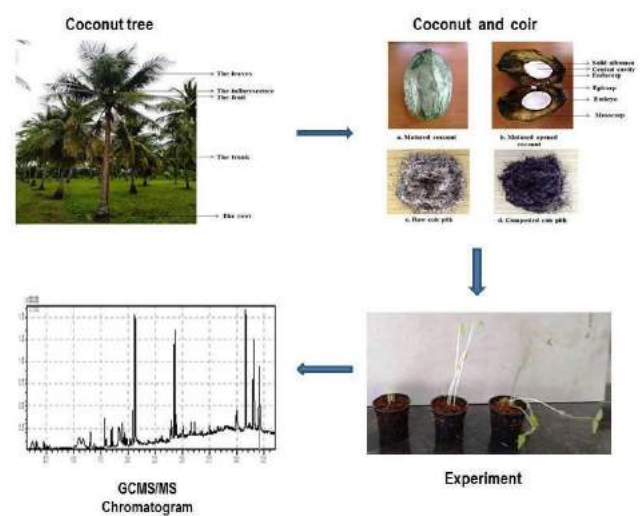 Coconut tree
The leaves
The inflorescence
The fruit
The trunk
The root
Coconut and coir
Solid albumen
Central cavity
Endocarp
Epicarp
Embryo
Mesocarp
a. Matured coconut
b. Matured opened
coconut
c. Raw coir pith
d. Composted coir pith
GCMS/MS
Chromatogram
Experiment